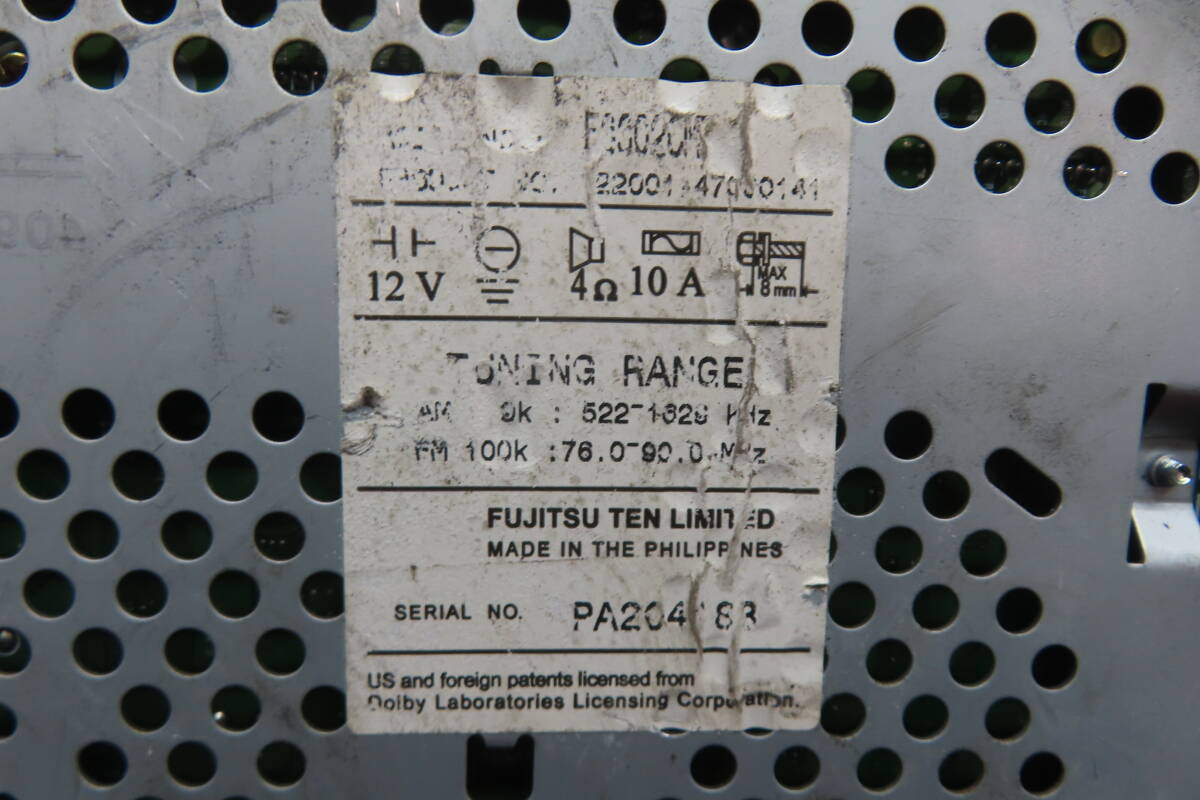 12 V
4Ω
10 A
MAX
8mm
TUNING RANGE
AM 9k : 522-1629 kHz
FM 100k :76.0-90.0 MHz
FUJITSU TEN LIMITED
MADE IN THE PHILIPPINES
SERIAL NO.
US and foreign patents licensed from
Dolby Laboratories Licensing Corporation.